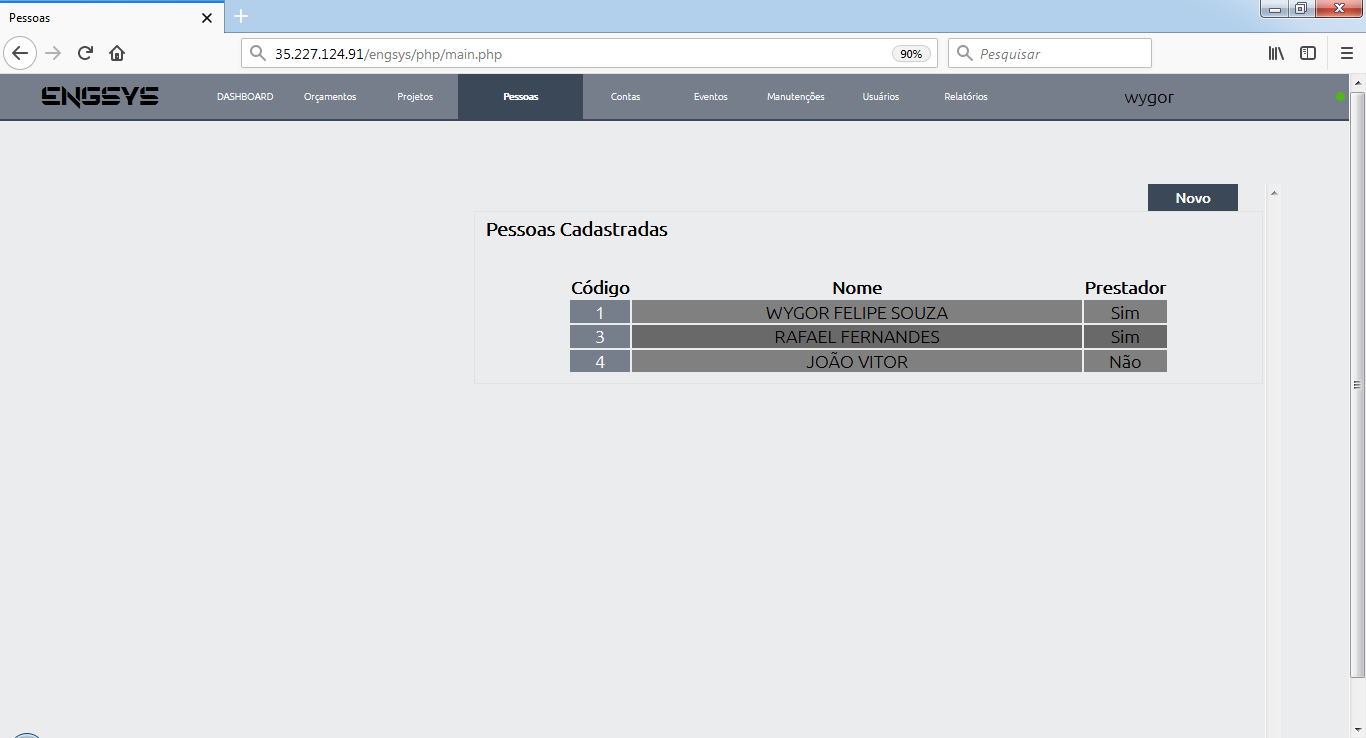 Pessoas
35.227.124.91/engsys/php/main.php 90% Pesquisar
ENGSYS DASHBOARD Orçamentos Projetos Pessoas Contas Eventos Manutenções Usuários Relatórios wygor
Novo
Pessoas Cadastradas
Código Nome Prestador
1 WYGOR FELIPE SOUZA Sim
3 RAFAEL FERNANDES Sim
4 JOÃO VITOR Não